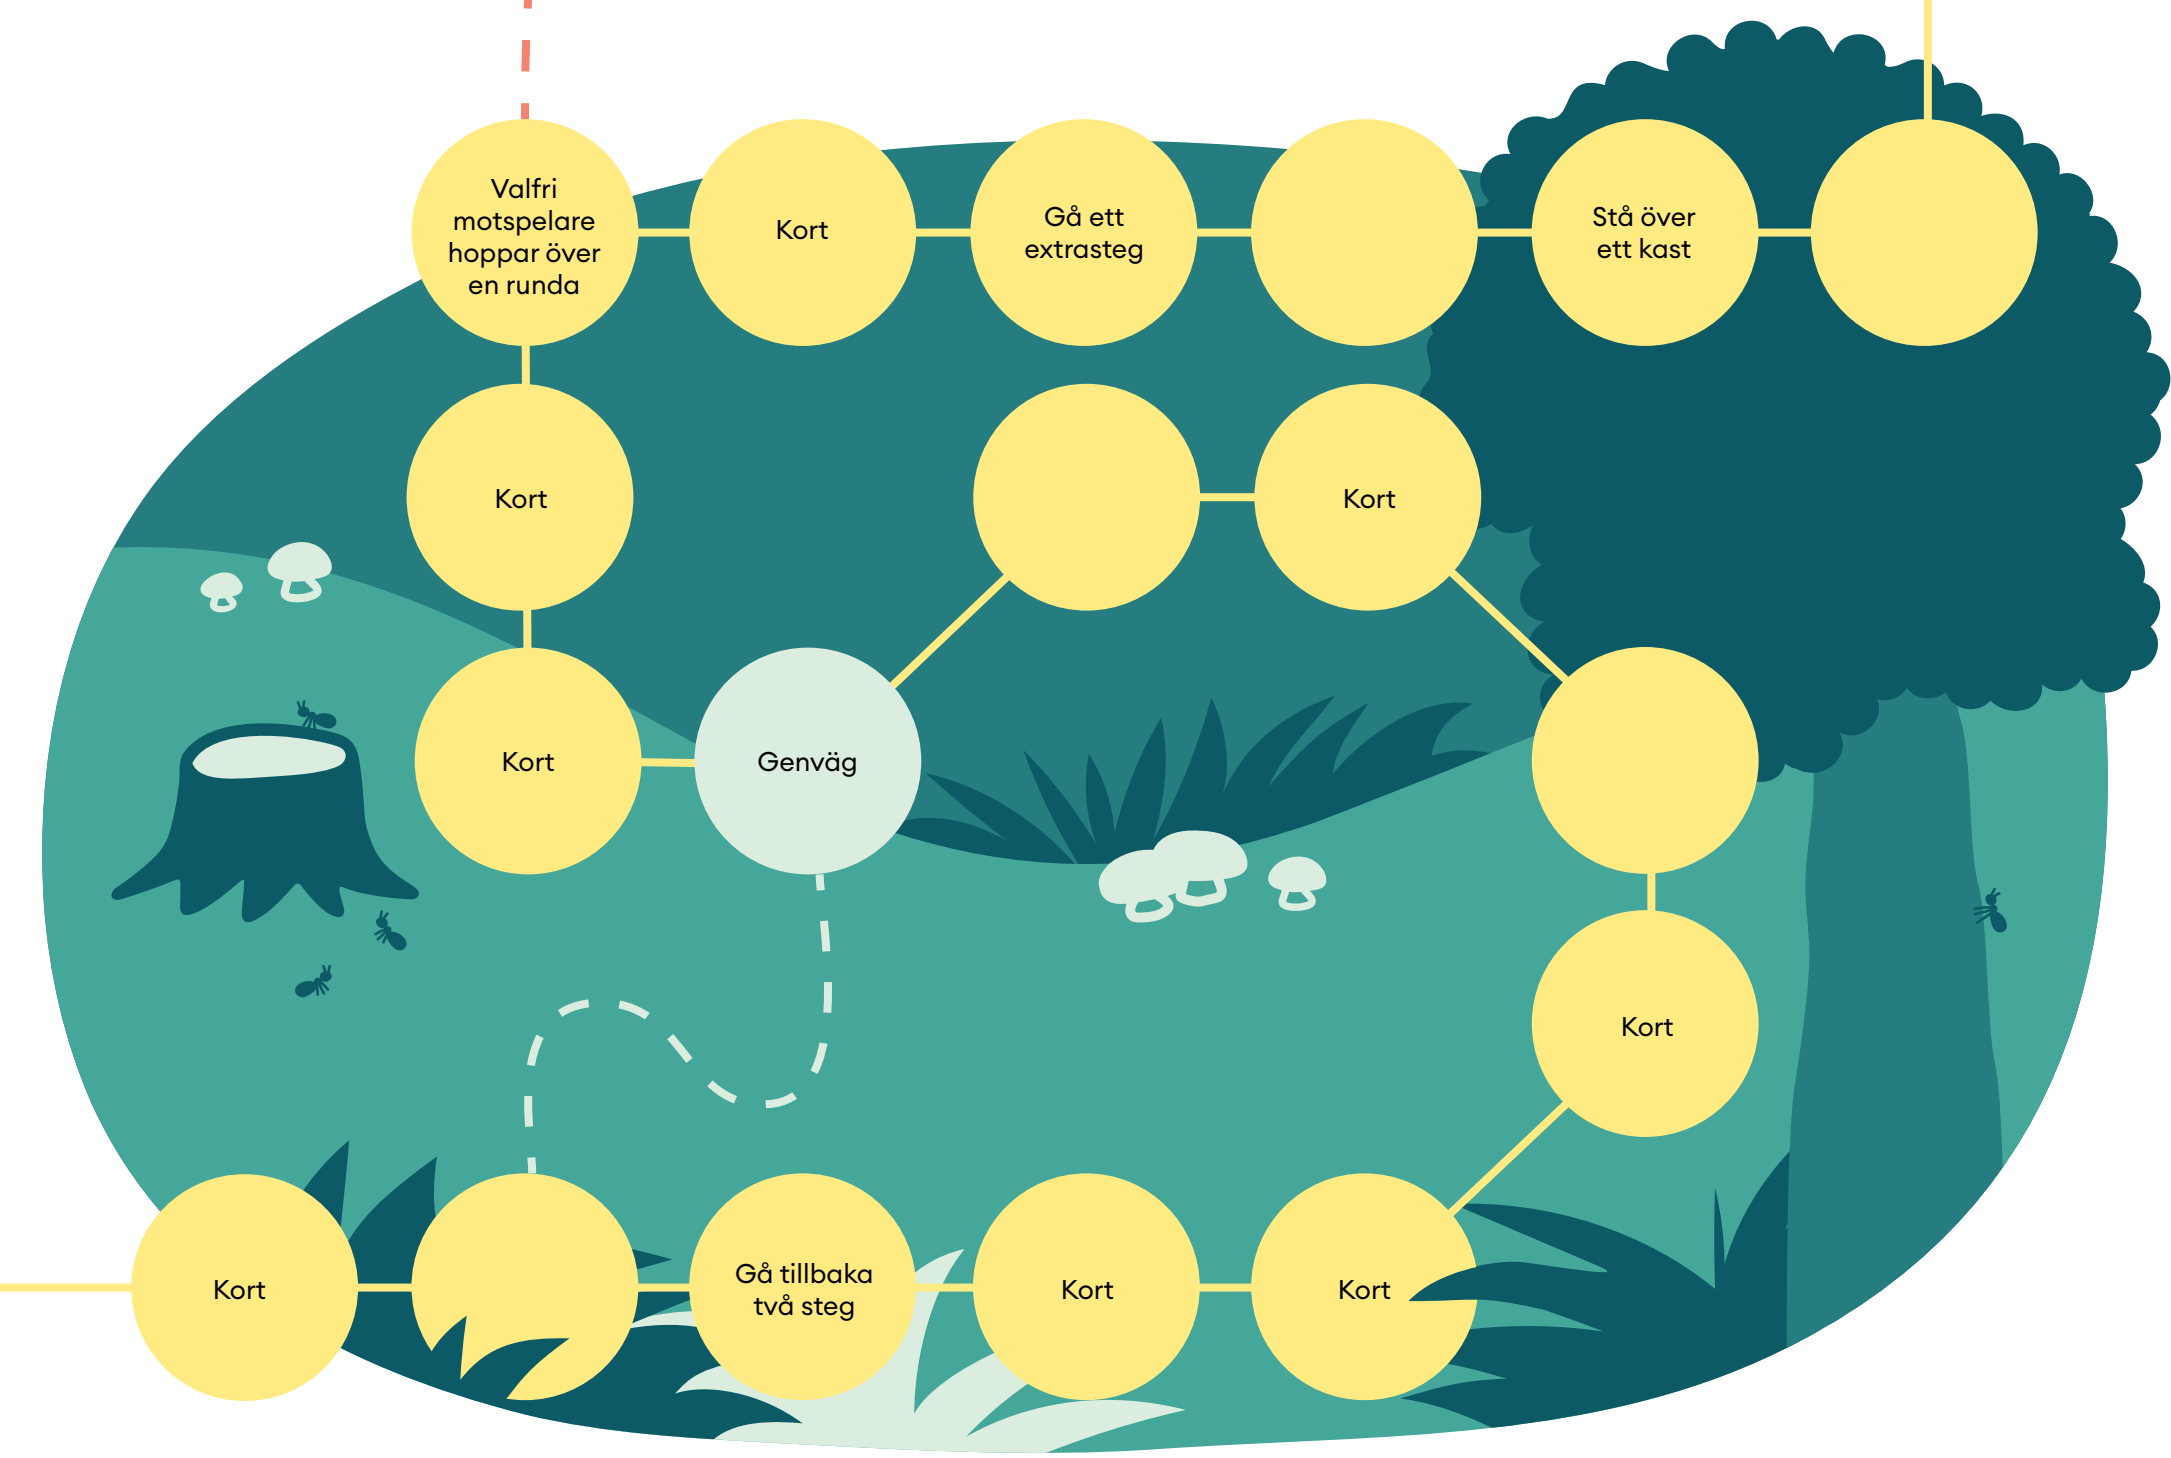 Valfri
motspelare
hoppar över
en runda
Kort
Gå ett
extrasteg
Stå över
ett kast
Kort
Kort
Kort
Genväg
Kort
Kort
Gå tillbaka
två steg
Kort
Kort